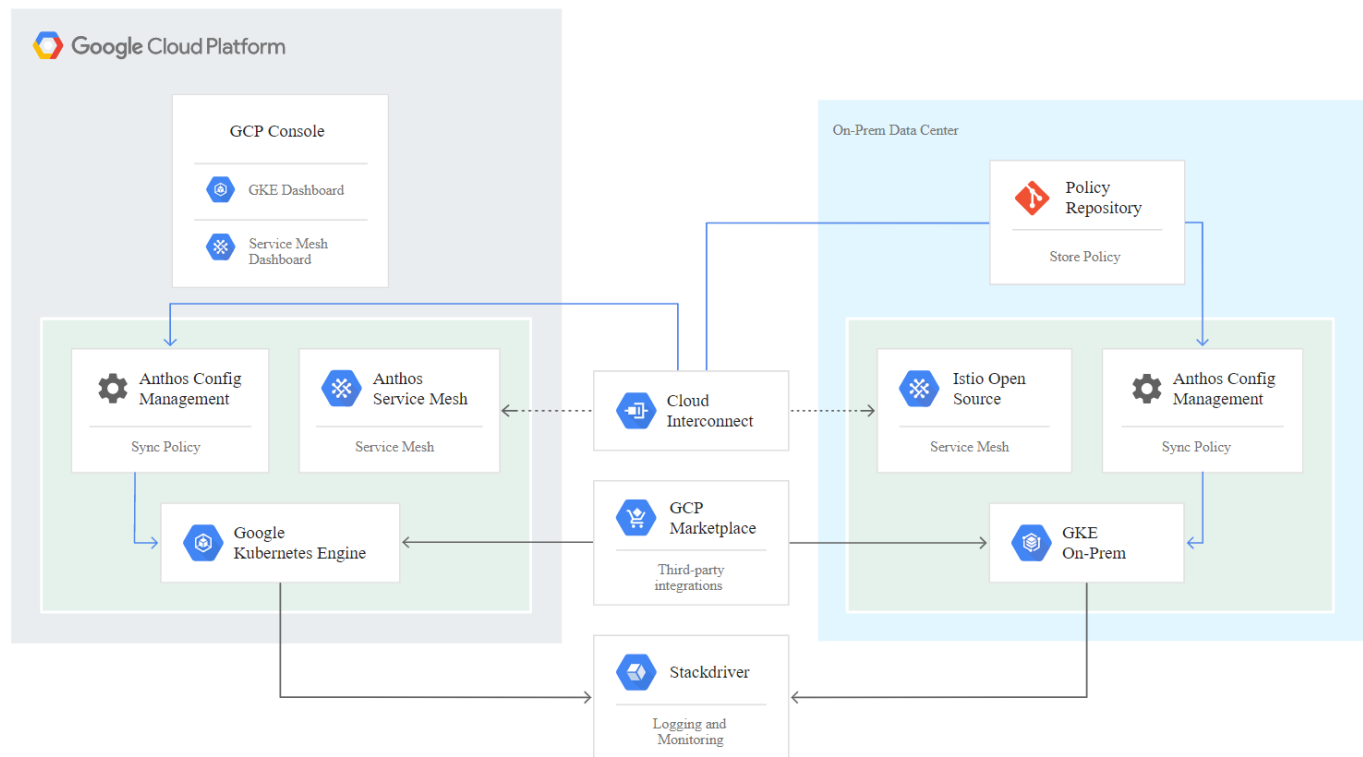 Google Cloud Platform
GCP Console
GKE Dashboard
Service Mesh
Dashboard
On-Prem Data Center
Policy
Repository
Store Policy
Anthos Config
Management
Sync Policy
Anthos
Service Mesh
Service Mesh
Cloud
Interconnect
Istio Open
Source
Service Mesh
Anthos Config
Management
Sync Policy
Google
Kubernetes Engine
GCP
Marketplace
Third-party
integrations
GKE
On-Prem
Stackdriver
Logging and
Monitoring